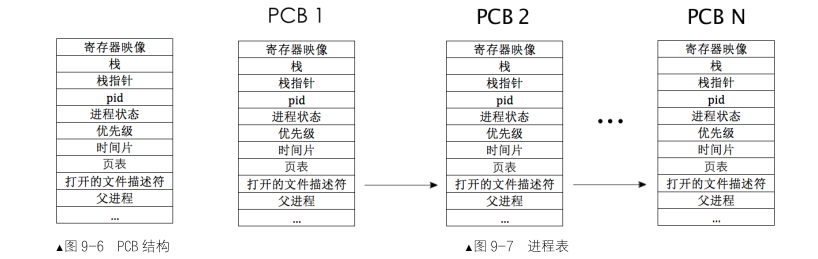 寄存器映像
栈
栈指针
pid
进程状态
优先级
时间片
页表
打开的文件描述符
父进程
...
▲图 9-6 PCB 结构
PCB 1
寄存器映像
栈
栈指针
pid
进程状态
优先级
时间片
页表
打开的文件描述符
父进程
...
PCB 2
寄存器映像
栈
栈指针
pid
进程状态
优先级
时间片
页表
打开的文件描述符
父进程
...
•••
PCB N
寄存器映像
栈
栈指针
pid
进程状态
优先级
时间片
页表
打开的文件描述符
父进程
...
▲图 9-7 进程表